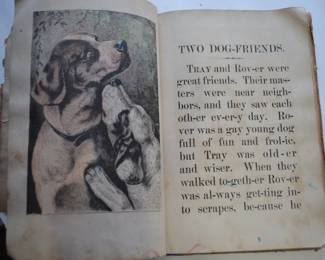 TWO DOG-FRIENDS.
TRAY and Rov-er were
great friends. Their mas-
ters were near neigh-
bors, and they saw each
oth-er ev-er-y day. Ro-
ver was a gay young dog
full of fun and frol-ic,
but Tray was old-er
and wiser. When they
walked to-geth-er Rov-er
was al-ways get-ting in-
to scrapes, be-cause he